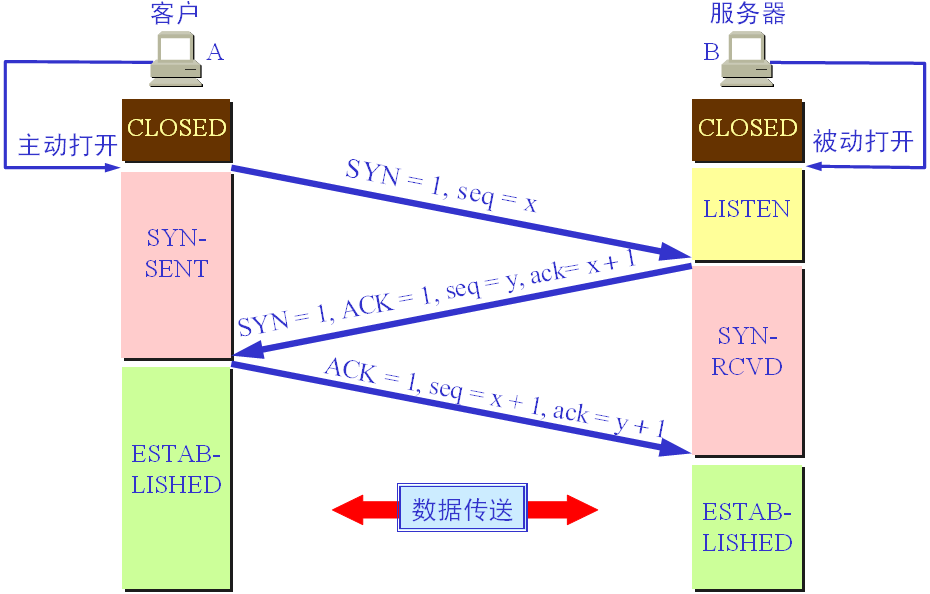 客户
服务器
A
B
CLOSED
CLOSED
主动打开
被动打开
SYN = 1, seq = x
LISTEN
SYN-
SENT
SYN = 1, ACK = 1, seq = y, ack= x + 1
SYN-
RCVD
ACK = 1, seq = x + 1, ack = y + 1
ESTAB-
LISHED
数据传送
ESTAB-
LISHED